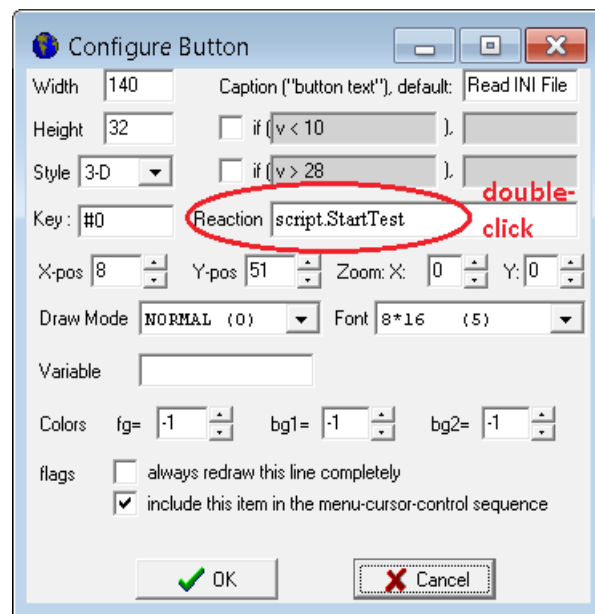 Configure Button
Width 140 Caption ("button text"), default: Read INI File
Height 32 if ( v < 10 ),
Style 3-D if ( v > 28 ),
double-
Key : #0 Reaction script.StartTest click
X-pos 8 Y-pos 51 Zoom: X: 0 Y: 0
Draw Mode NORMAL (0) Font 8*16 (5)
Variable
Colors fg= -1 bg1= -1 bg2= -1
flags always redraw this line completely
include this item in the menu-cursor-control sequence
OK Cancel